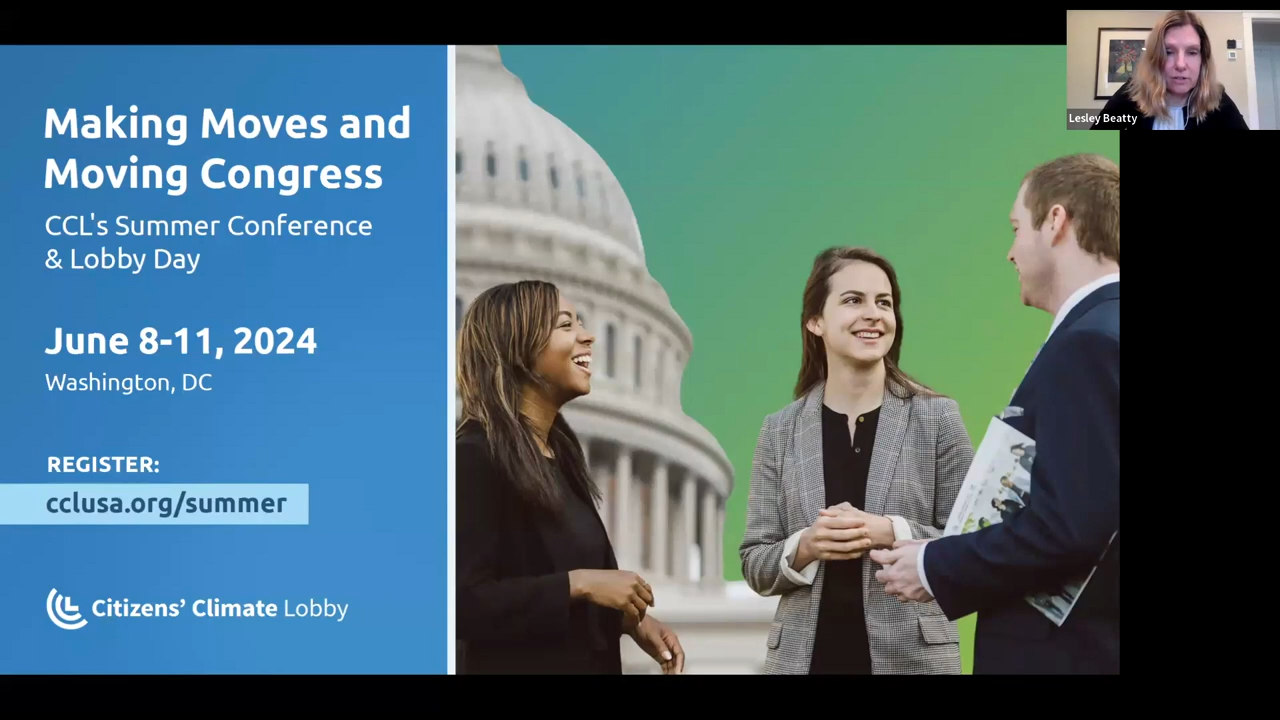 Making Moves and
Moving Congress
CCL's Summer Conference
& Lobby Day
June 8-11, 2024
Washington, DC
REGISTER:
cclusa.org/summer
Citizens' Climate Lobby
Lesley Beatty